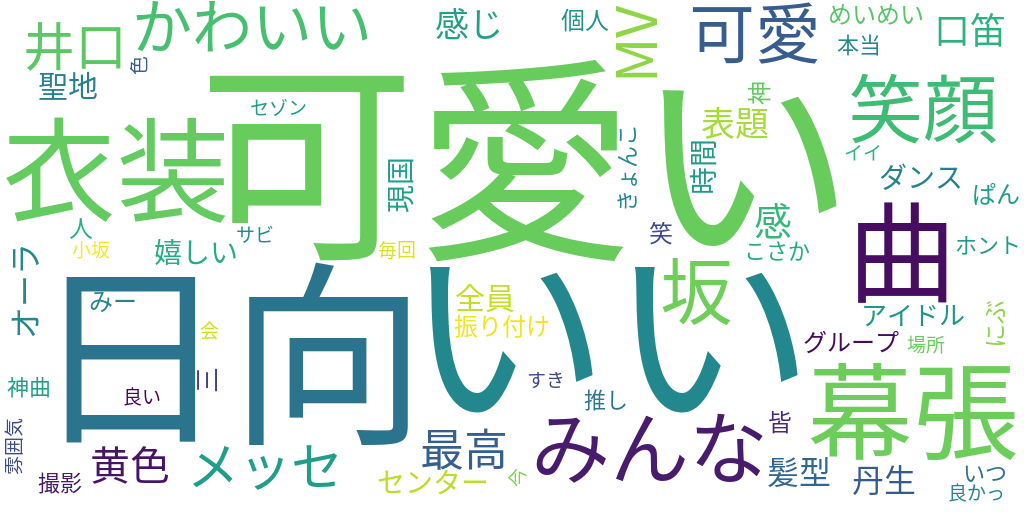 かわいい
感じ
個人
MV
可愛
めいめい
本当
口笛
井口
色
聖地
セゾン
可愛い
神
表題
笑顔
イイ
衣装
現国
きょんこ
時間
ダンス
ぱん
人
小坂
サビ
嬉しい
毎回
笑
感
こさか
曲
ホント
オーラ
みー
日向
いい
全員
振り付け
坂
アイドル
にぶ
会
グループ
場所
神曲
三
良い
すき
推し
幕張
雰囲気
黄色
メッセ
最高
みんな
皆
撮影
センター
今
髪型
丹生
いつ
良かっ